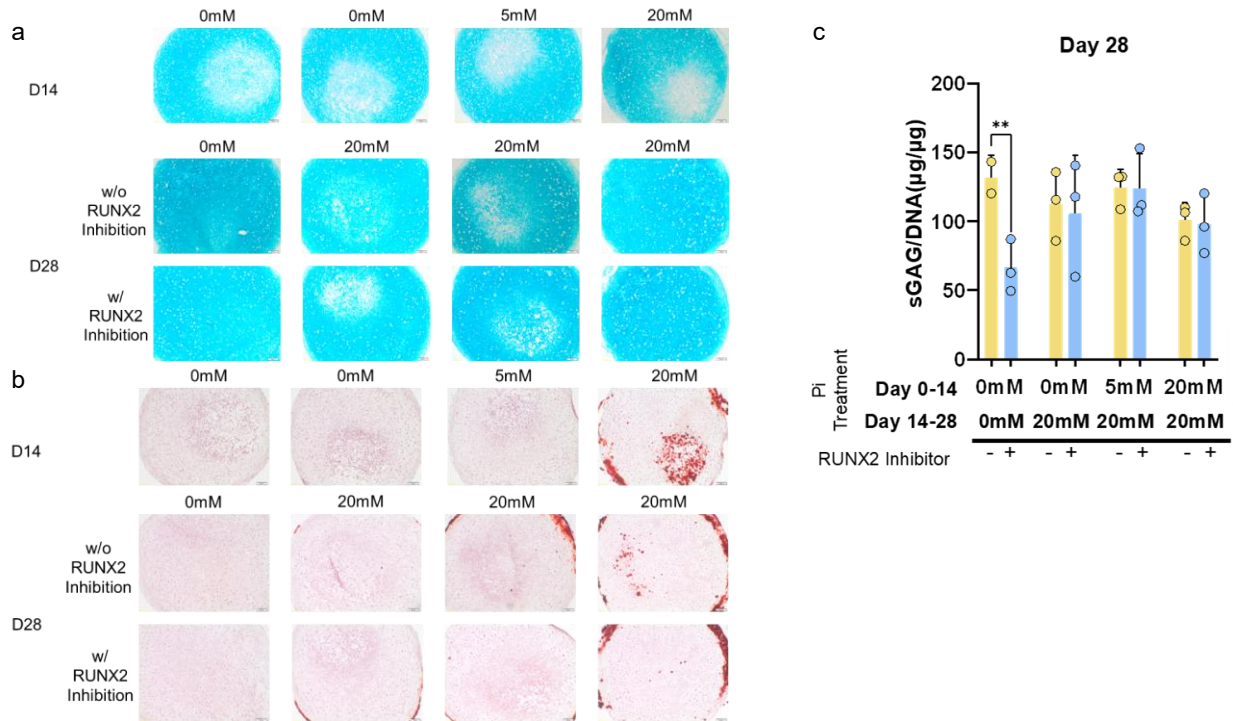 a
0mM 0mM 5mM 20mM
D14
0mM 20mM 20mM 20mM
w/o
RUNX2
Inhibition
D28
w/
RUNX2
Inhibition
b
0mM 0mM 5mM 20mM
D14
0mM 20mM 20mM 20mM
w/o
RUNX2
Inhibition
D28
w/
RUNX2
Inhibition
c
Day 28
sGAG/DNA(µg/µg)
200
150
100
50
0
**
Pi
Treatment
Day 0-14 0mM 0mM 5mM 20mM
Day 14-28 0mM 20mM 20mM 20mM
RUNX2 Inhibitor - + - + - + - +